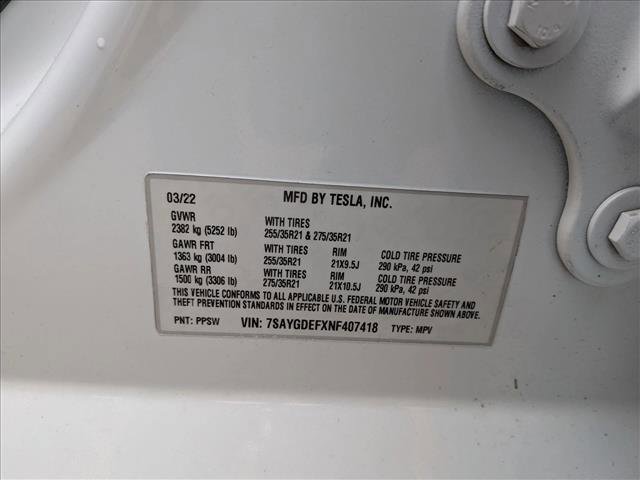 03/22 MFD BY TESLA, INC.
GVWR WITH TIRES
2382 kg (5252 lb) 255/35R21 & 275/35R21
GAWR FRT WITH TIRES RIM COLD TIRE PRESSURE
1363 kg (3004 lb) 255/35R21 21X9.5J 290 kPa, 42 psi
GAWR RR WITH TIRES RIM COLD TIRE PRESSURE
1500 kg (3306 lb) 275/35R21 21X10.5J 290 kPa, 42 psi
THIS VEHICLE CONFORMS TO ALL APPLICABLE U.S. FEDERAL MOTOR VEHICLE SAFETY AND
THEFT PREVENTION STANDARDS IN EFFECT ON THE DATE OF MANUFACTURE SHOWN ABOVE.
PNT: PPSW VIN: 7SAYGDEFXNF407418 TYPE: MPV